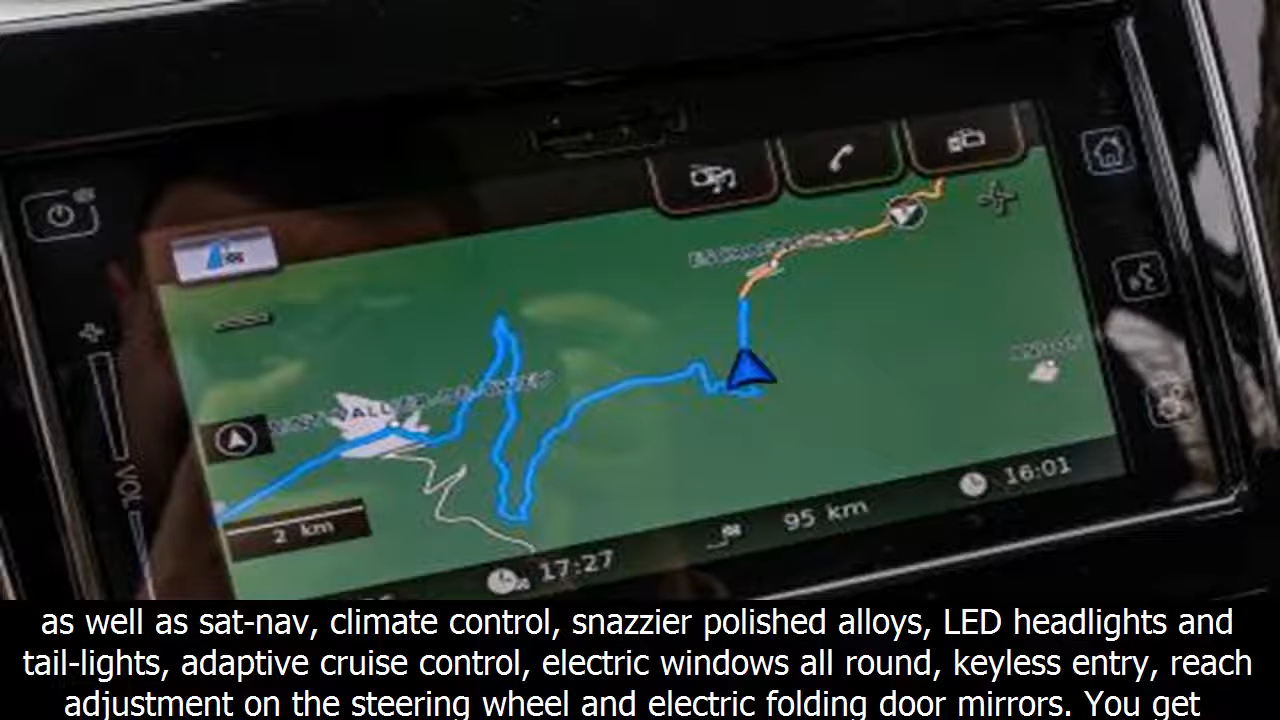 16:01
95 km
2 km
17:27
VOL
as well as sat-nav, climate control, snazzier polished alloys, LED headlights and
tail-lights, adaptive cruise control, electric windows all round, keyless entry, reach
adjustment on the steering wheel and electric folding door mirrors. You get